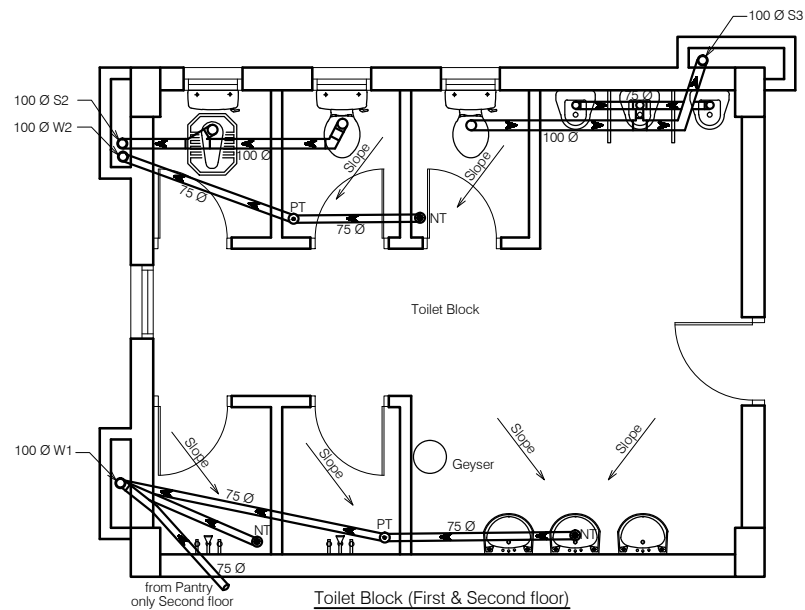 100 Ø S3
75 Ø
100 Ø S2
100 Ø W2
100 Ø
100 Ø
Slope
Slope
75 Ø
PT
75 Ø
NT
Toilet Block
Slope
Slope
Slope
Slope
100 Ø W1
Geyser
75 Ø
NT
PT
75 Ø
NT
75 Ø
from Pantry
only Second floor
Toilet Block (First & Second floor)